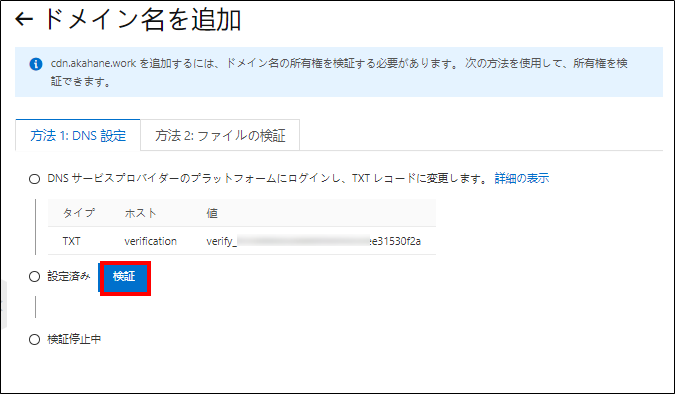 ← ドメイン名を追加
cdn.akahane.work を追加するには、ドメイン名の所有権を検証する必要があります。 次の方法を使用して、所有権を検
証できます。
方法 1: DNS 設定 方法 2: ファイルの検証
DNS サービスプロバイダーのプラットフォームにログインし、TXT レコードに変更します。 詳細の表示
タイプ ホスト 値
TXT verification verify_ ee31530f2a
設定済み 検証
検証停止中